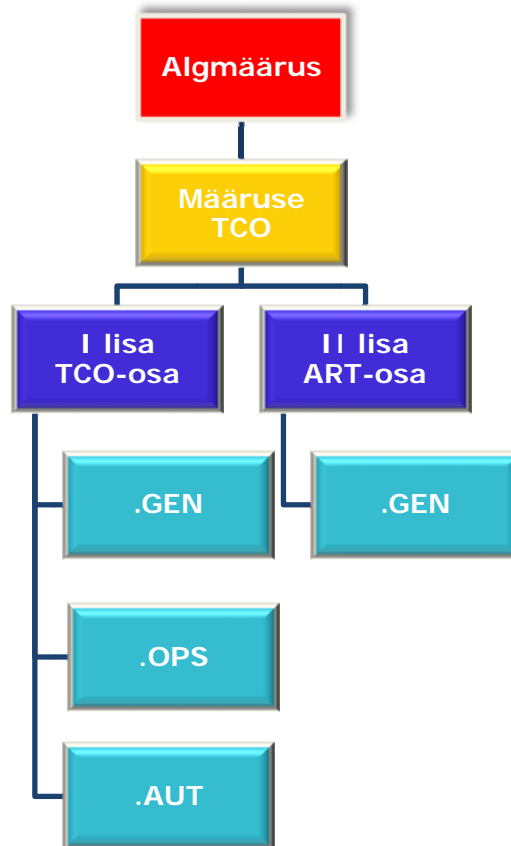 Algmäärus
Määruse
TCO
I lisa
TCO-osa
II lisa
ART-osa
.GEN
.GEN
.OPS
.AUT